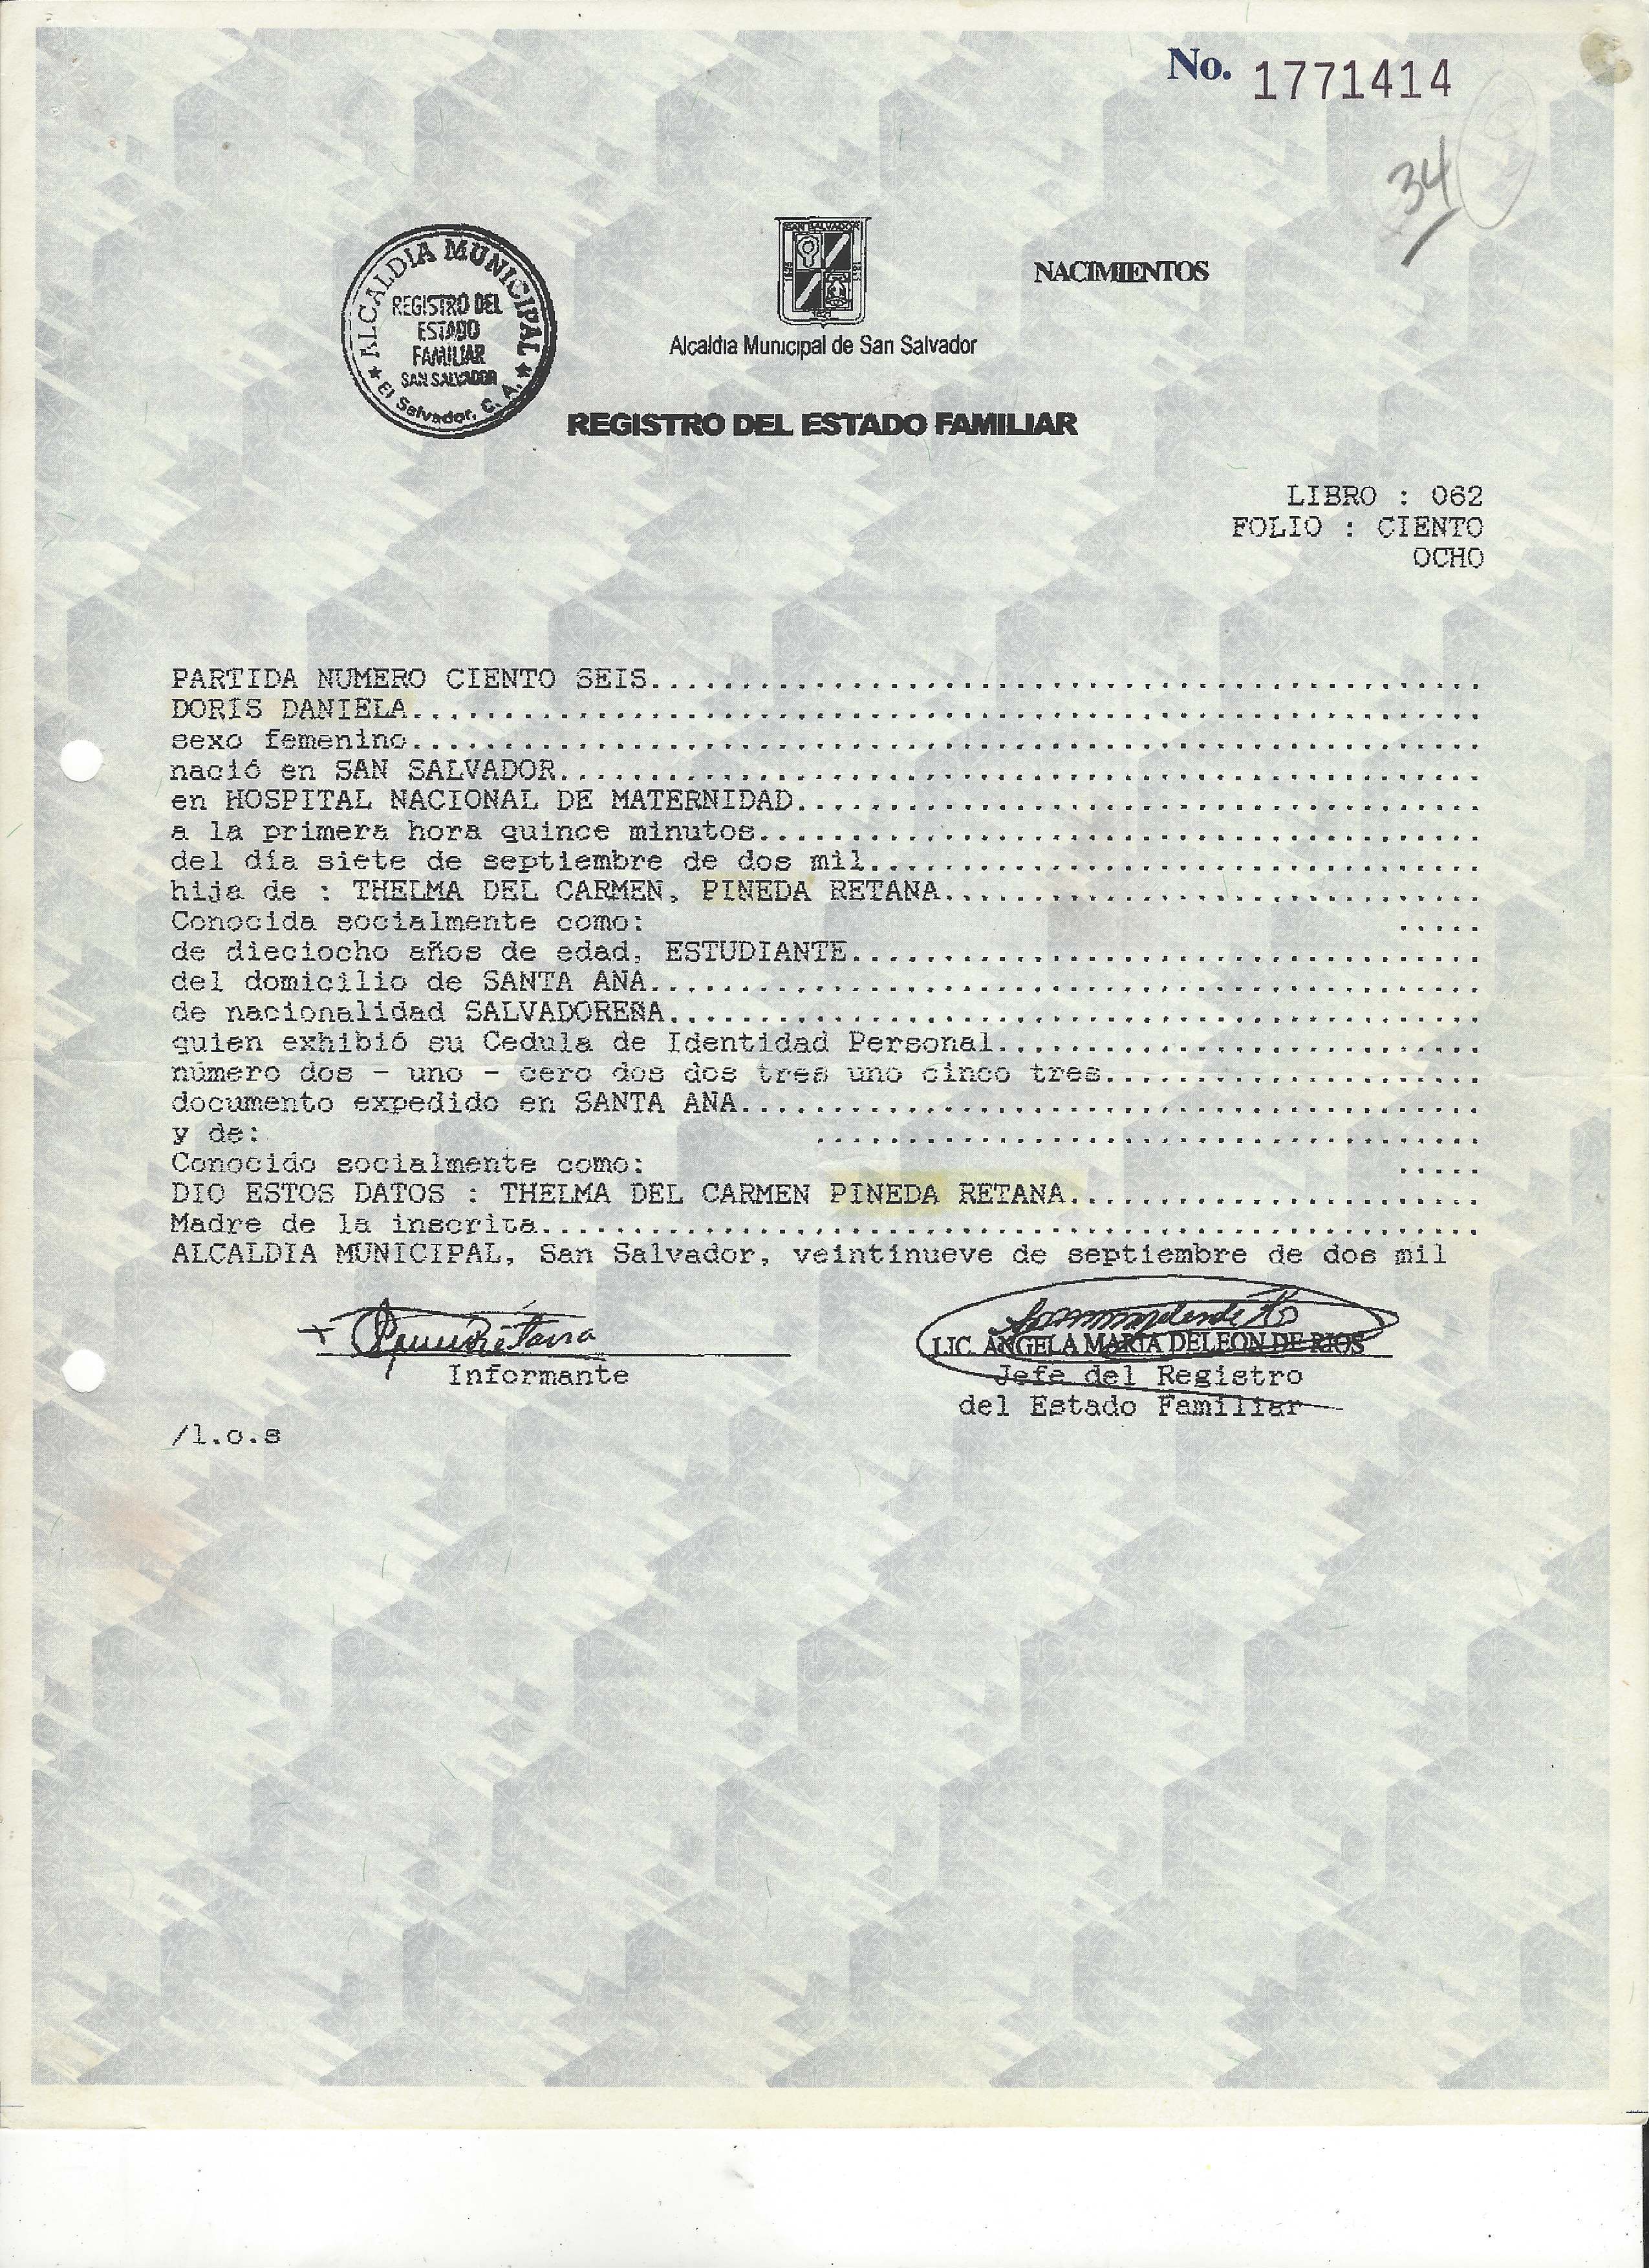 No. 1771414
34
ALCALDIA MUNICIPAL
REGISTRO DEL
ESTADO
FAMILIAR
SAN SALVADOR
El Salvador, C. A.
SAN SALVADOR
Alcaldia Municipal de San Salvador
NACIMIENTOS
REGISTRO DEL ESTADO FAMILIAR
LIBRO : 062
FOLIO : CIENTO
OCHO
PARTIDA NUMERO CIENTO SEIS
DORIS DANIELA
sexo femenino
nació en SAN SALVADOR
en HOSPITAL NACIONAL DE MATERNIDAD
a la primera hora quince minutos
del día siete de septiembre de dos mil
hija de : THELMA DEL CARMEN, PINEDA RETANA
Conocida socialmente como:
de dieciocho años de edad, ESTUDIANTE
del domicilio de SANTA ANA
de nacionalidad SALVADOREÑA
quien exhibió su Cedula de Identidad Personal
número dos - uno - cero dos dos tres uno cinco tres
documento expedido en SANTA ANA
y de:
Conocido socialmente como:
DIO ESTOS DATOS : THELMA DEL CARMEN PINEDA RETANA
Madre de la inscrita
ALCALDIA MUNICIPAL, San Salvador, veintinueve de septiembre de dos mil
LIC. ANGELA MARIA DELEON DE RIOS
Informante
Jefe del Registro
del Estado Familiar
/l.o.s